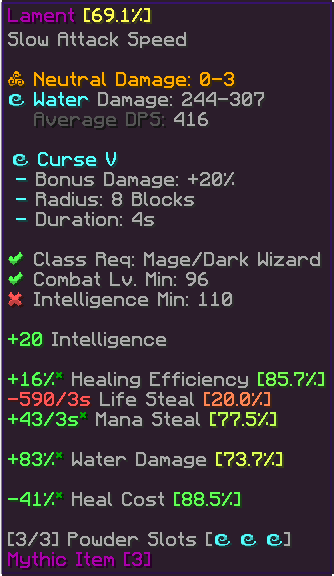 Lament [69.1%]
Slow Attack Speed
Neutral Damage: 0-3
Water Damage: 244-307
Average DPS: 416
Curse V
- Bonus Damage: +20%
- Radius: 8 Blocks
- Duration: 4s
✔ Class Req: Mage/Dark Wizard
✔ Combat Lv. Min: 96
✖ Intelligence Min: 110
+20 Intelligence
+16%* Healing Efficiency [85.7%]
-590/3s Life Steal [20.0%]
+43/3s* Mana Steal [77.5%]
+83%* Water Damage [73.7%]
-41%* Heal Cost [88.5%]
[3/3] Powder Slots [     ]
Mythic Item [3]